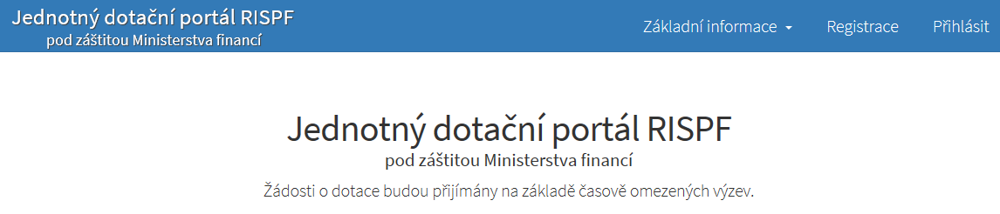 Jednotný dotační portál RISPF
pod záštitou Ministerstva financí
Základní informace
Registrace
Přihlásit
Jednotný dotační portál RISPF
pod záštitou Ministerstva financí
Žádosti o dotace budou přijímány na základě časově omezených výzev.